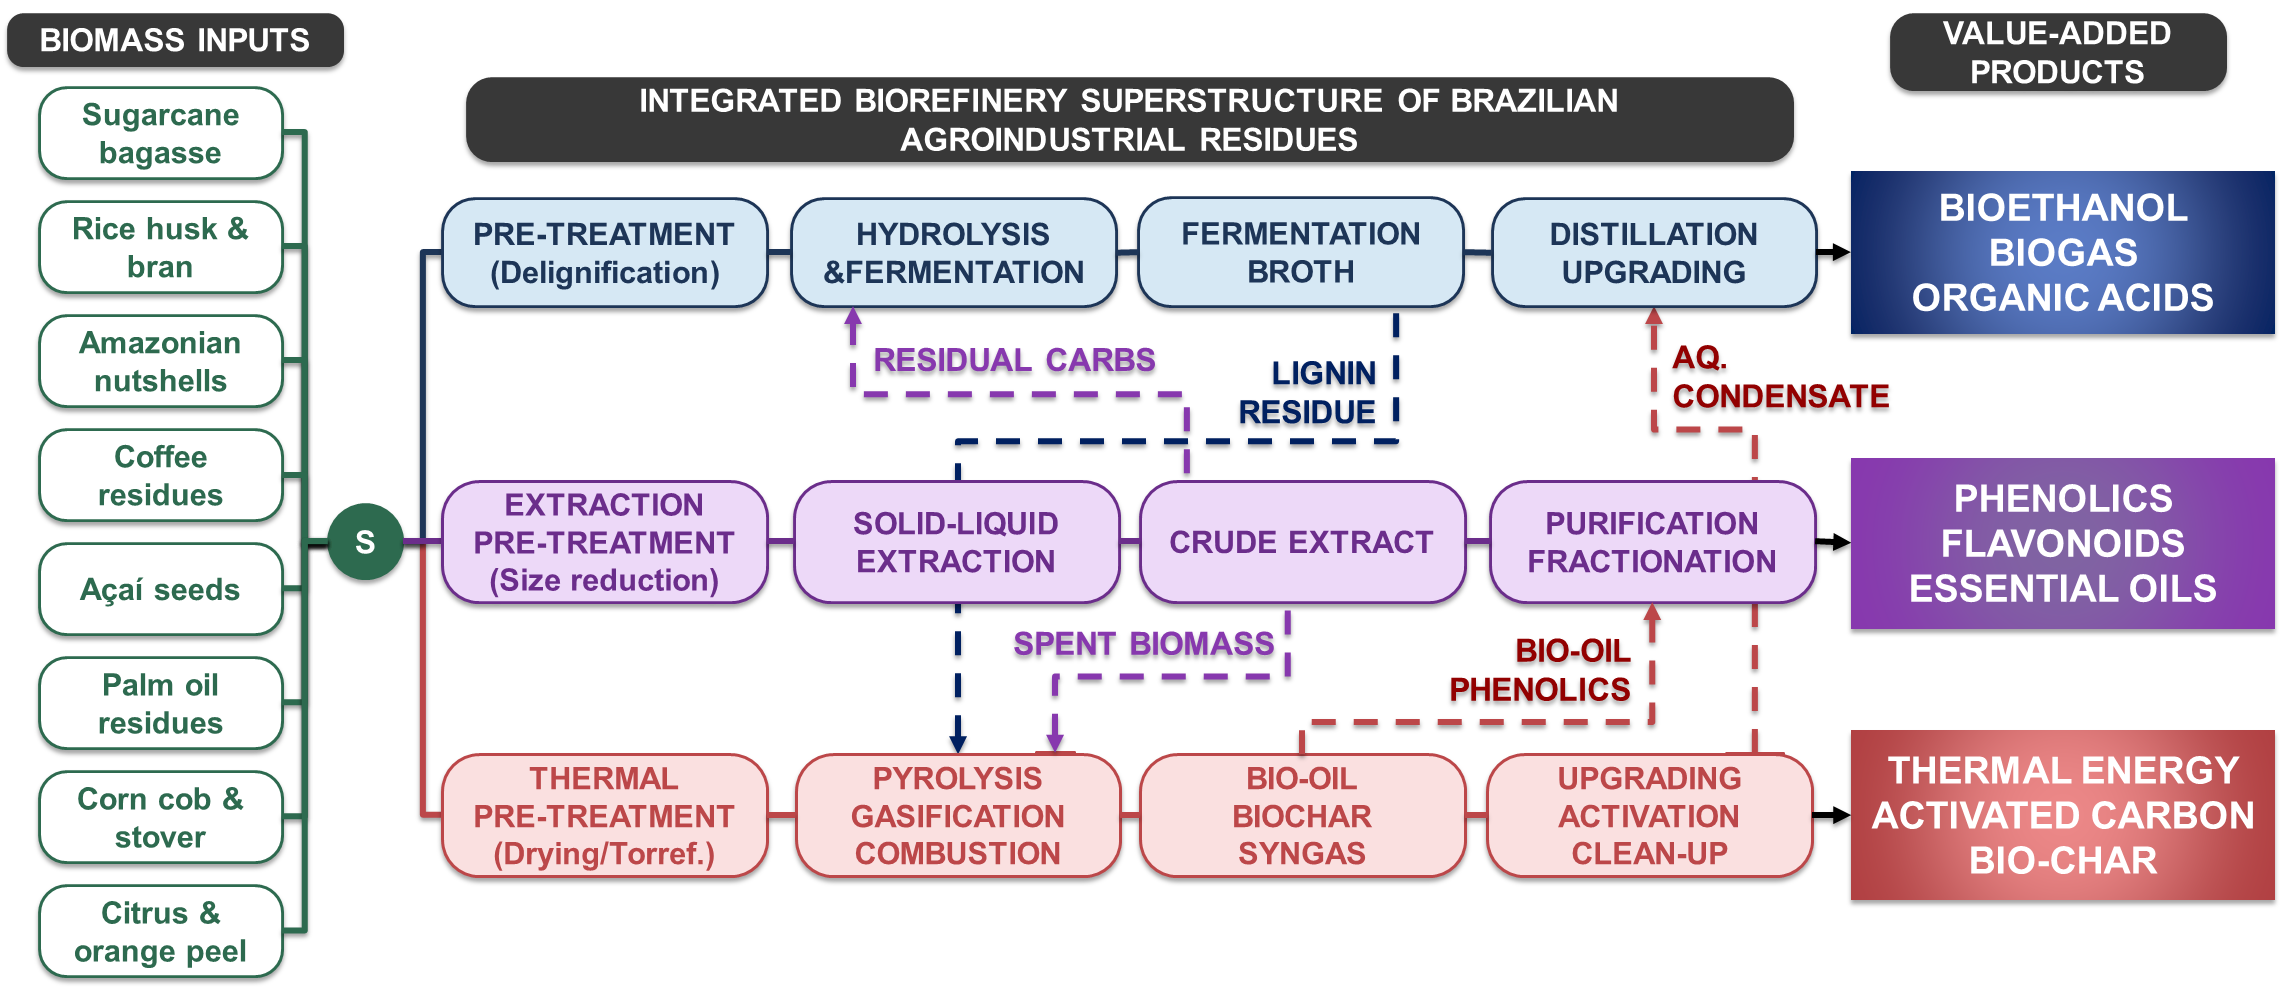 BIOMASS INPUTS
Sugarcane
bagasse
Rice husk &
bran
Amazonian
nutshells
Coffee
residues
Açaí seeds
Palm oil
residues
Corn cob &
stover
Citrus &
orange peel
S
INTEGRATED BIOREFINERY SUPERSTRUCTURE OF BRAZILIAN
AGROINDUSTRIAL RESIDUES
VALUE-ADDED
PRODUCTS
PRE-TREATMENT
(Delignification)
HYDROLYSIS
&FERMENTATION
FERMENTATION
BROTH
DISTILLATION
UPGRADING
BIOETHANOL
BIOGAS
ORGANIC ACIDS
RESIDUAL CARBS
LIGNIN
RESIDUE
AQ.
CONDENSATE
EXTRACTION
PRE-TREATMENT
(Size reduction)
SOLID-LIQUID
EXTRACTION
CRUDE EXTRACT
PURIFICATION
FRACTIONATION
PHENOLICS
FLAVONOIDS
ESSENTIAL OILS
SPENT BIOMASS
BIO-OIL
PHENOLICS
THERMAL
PRE-TREATMENT
(Drying/Torref.)
PYROLYSIS
GASIFICATION
COMBUSTION
BIO-OIL
BIOCHAR
SYNGAS
UPGRADING
ACTIVATION
CLEAN-UP
THERMAL ENERGY
ACTIVATED CARBON
BIO-CHAR